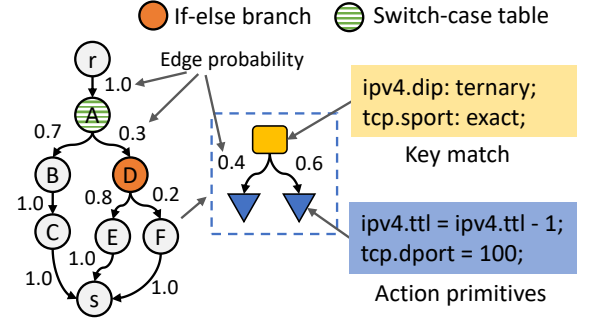 If-else branch
Switch-case table
r
Edge probability
1.0
A
0.7
0.3
B
D
0.4
0.6
ipv4.dip: ternary;
tcp.sport: exact;
Key match
1.0
0.8
0.2
C
E
F
1.0
1.0
1.0
s
ipv4.ttl = ipv4.ttl - 1;
tcp.dport = 100;
Action primitives